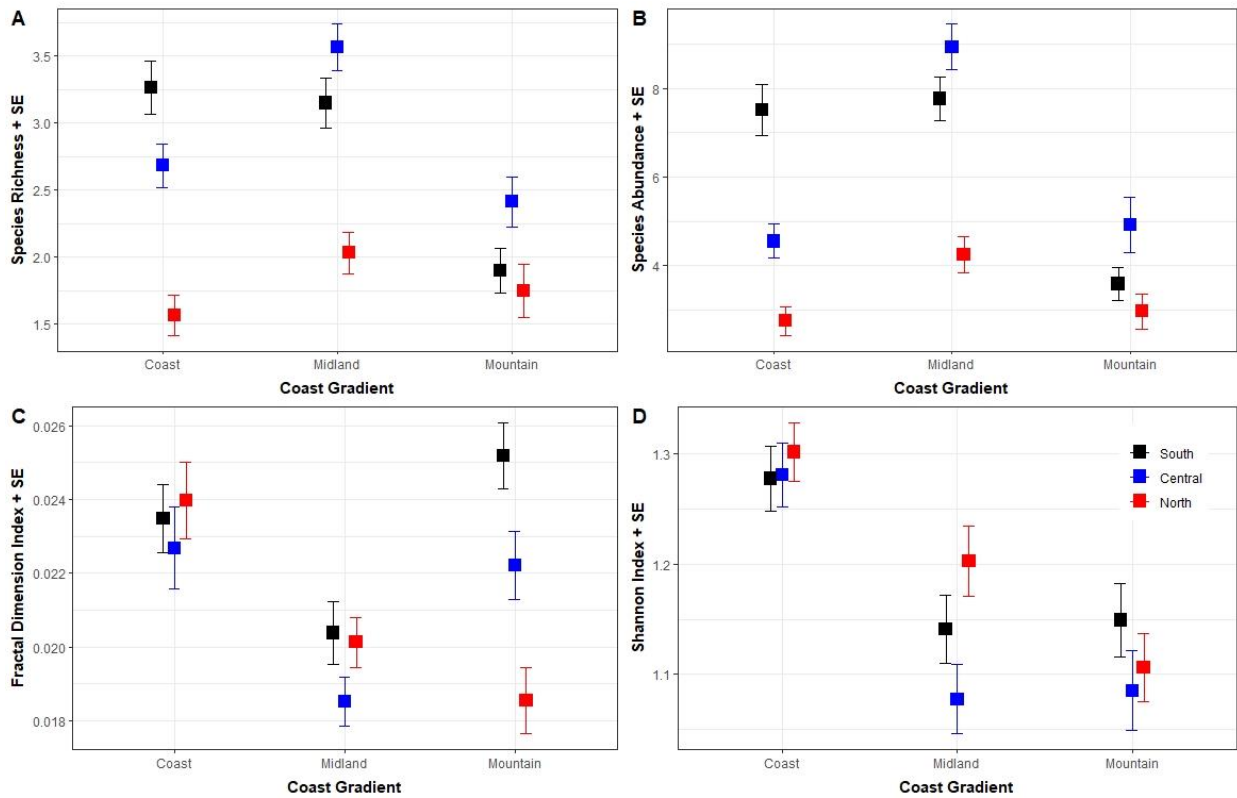 A
Species Richness + SE
3.5
3.0
2.5
2.0
1.5
Coast
Midland
Mountain
Coast Gradient
B
Species Abundance + SE
8
6
4
Coast
Midland
Mountain
Coast Gradient
C
Fractal Dimension Index + SE
0.026
0.024
0.022
0.020
0.018
Coast
Midland
Mountain
Coast Gradient
D
Shannon Index + SE
1.3
1.2
1.1
South
Central
North
Coast
Midland
Mountain
Coast Gradient